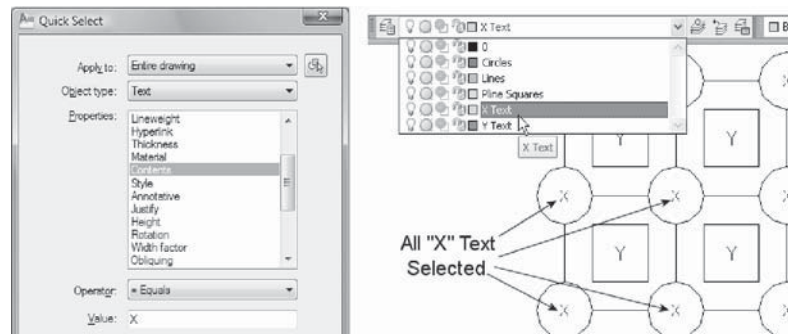 Quick Select
Apply to: Entire drawing
Object type: Text
Properties: Lineweight
Hyperlink
Thickness
Material
Contents
Style
Annotative
Justify
Height
Rotation
Width factor
Obliquing
Operator: = Equals
Value: X
X Text
B
0
Circles
Lines
Pline Squares
X Text
Y Text
X Text
Y Y
X X
All "X" Text
Selected
Y Y
X X